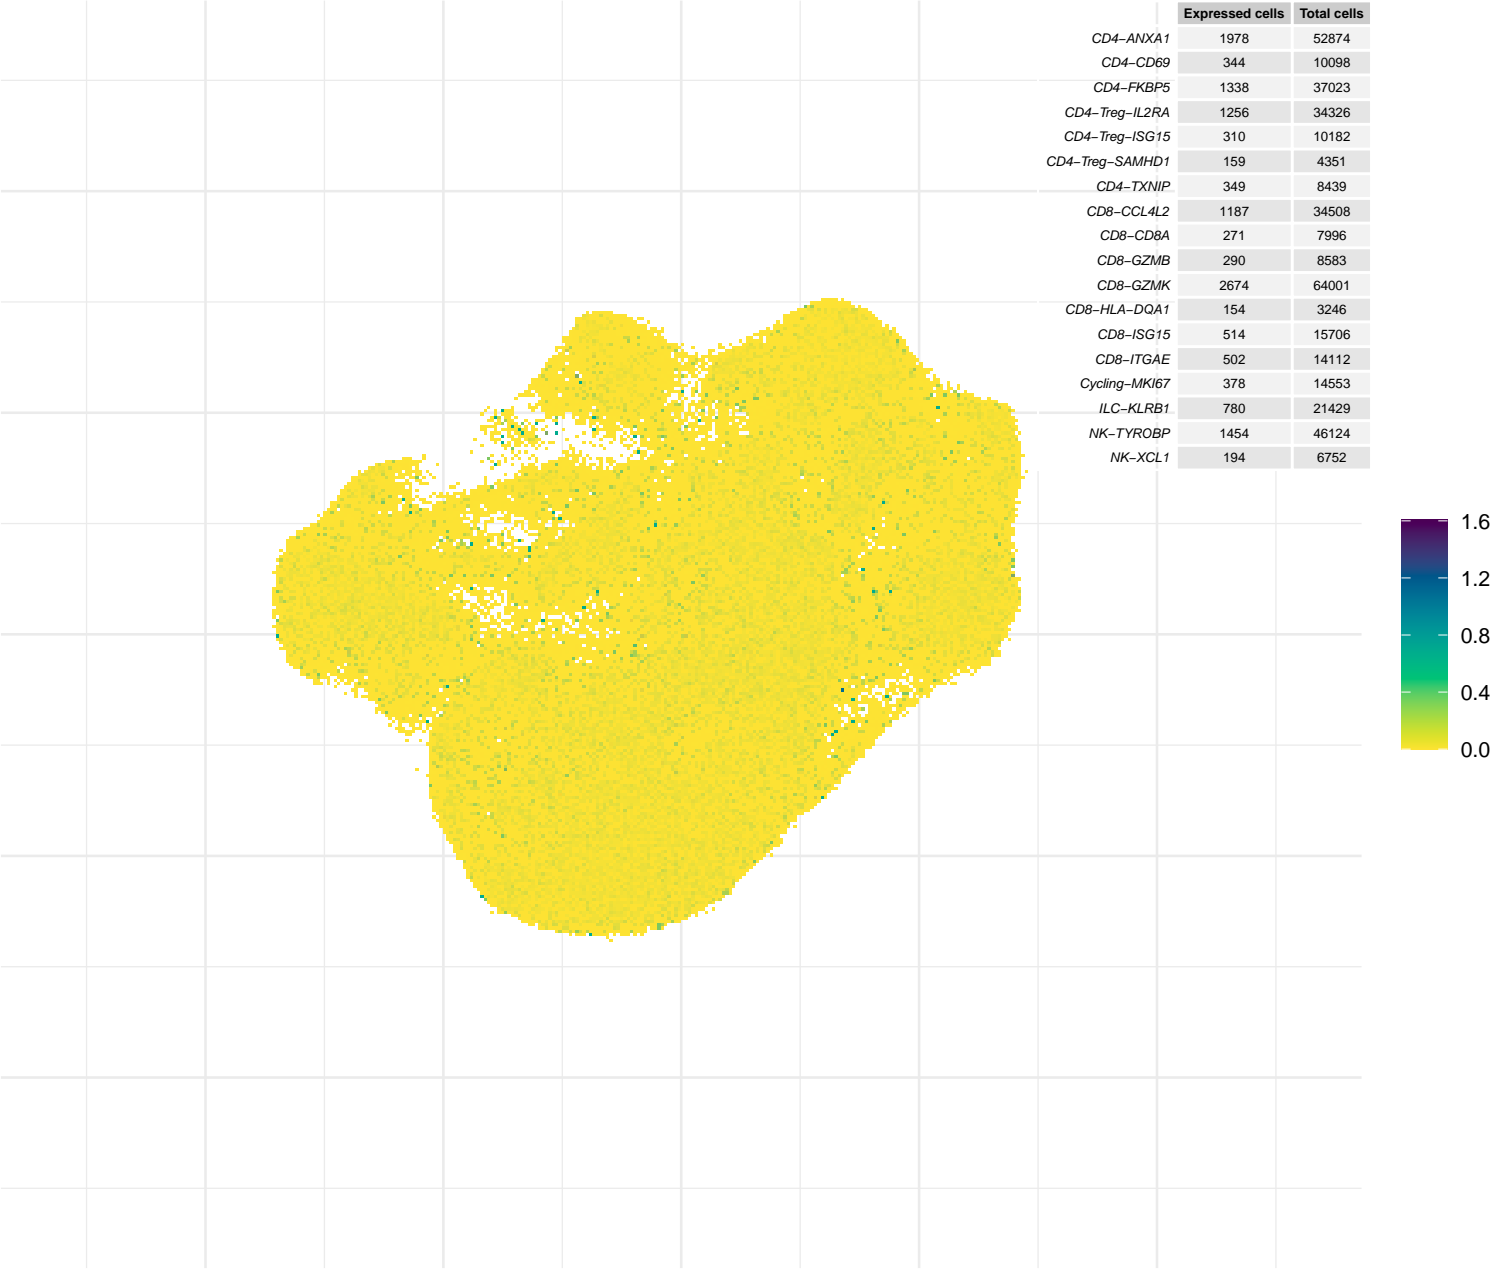 Expressed cells Total cells
CD4−ANXA1 1978 52874
CD4−CD69 344 10098
CD4−FKBP5 1338 37023
CD4−Treg−IL2RA 1256 34326
CD4−Treg−ISG15 310 10182
CD4−Treg−SAMHD1 159 4351
CD4−TXNIP 349 8439
CD8−CCL4L2 1187 34508
CD8−CD8A 271 7996
CD8−GZMB 290 8583
CD8−GZMK 2674 64001
CD8−HLA−DQA1 154 3246
CD8−ISG15 514 15706
CD8−ITGAE 502 14112
Cycling−MKI67 378 14553
ILC−KLRB1 780 21429
NK−TYROBP 1454 46124
NK−XCL1 194 6752
1.6
1.2
0.8
0.4
0.0